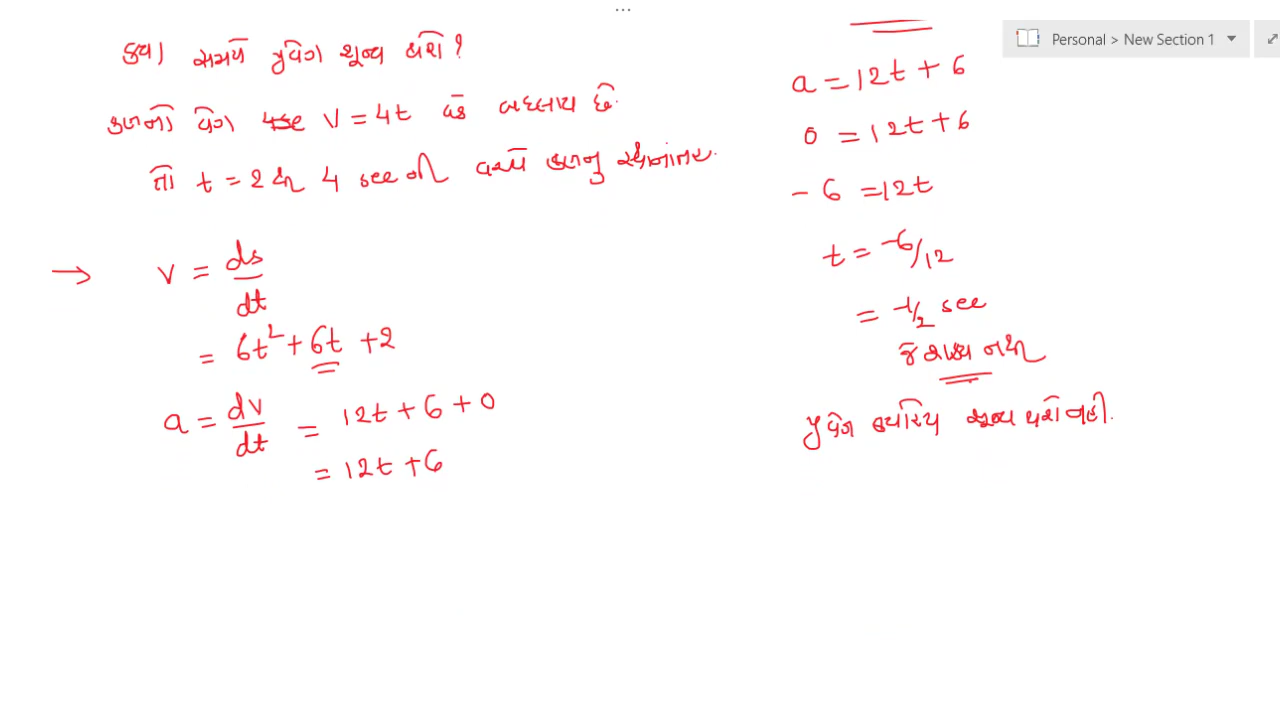 ...
Personal > New Section 1
કયા સમયે પ્રવેગ શૂન્ય થશે?
કણનો વેગ v = 4t વડે બદલાય છે.
તો t = 2 થી 4 sec ની વચ્ચે કણનું સ્થાનાંતર.
→ v = ds/dt
= 6t² + 6t + 2
a = dv/dt = 12t + 6 + 0
= 12t + 6
a = 12t + 6
0 = 12t + 6
- 6 = 12t
t = -6/12
= -1/2 sec
જે શક્ય નથી
પ્રવેગ ક્યારેય શૂન્ય થશે નહી.